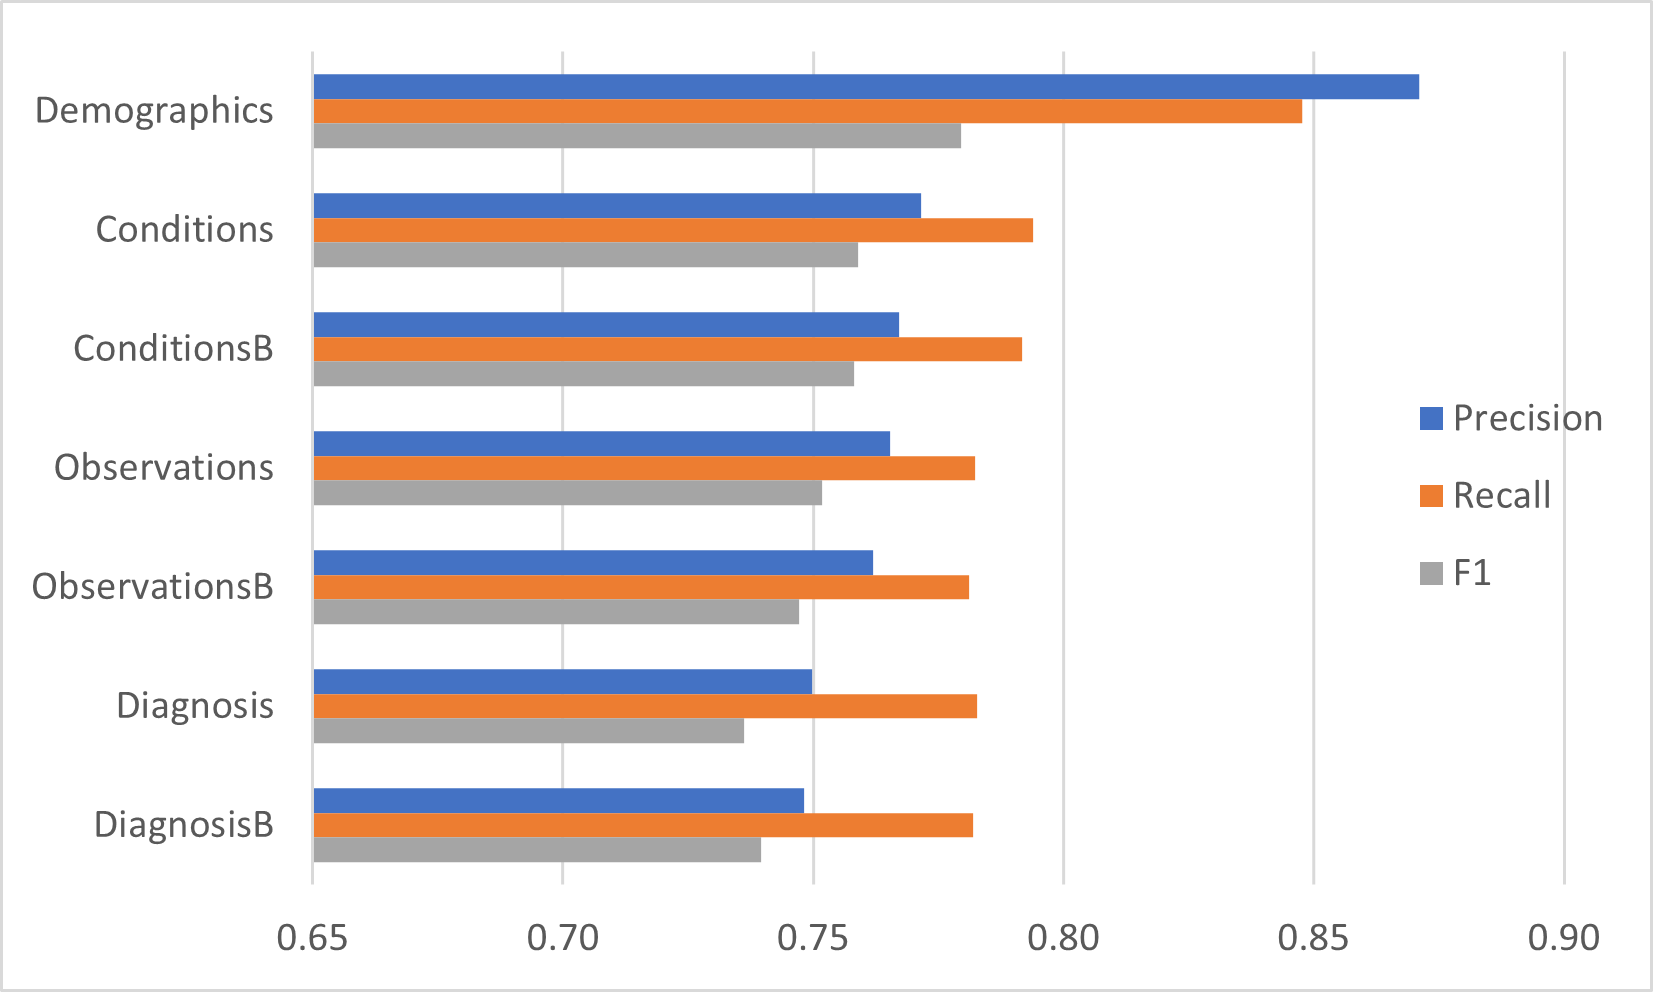 Demographics
Conditions
ConditionsB
Observations
ObservationsB
Diagnosis
DiagnosisB
Precision
Recall
F1
0.65 0.70 0.75 0.80 0.85 0.90